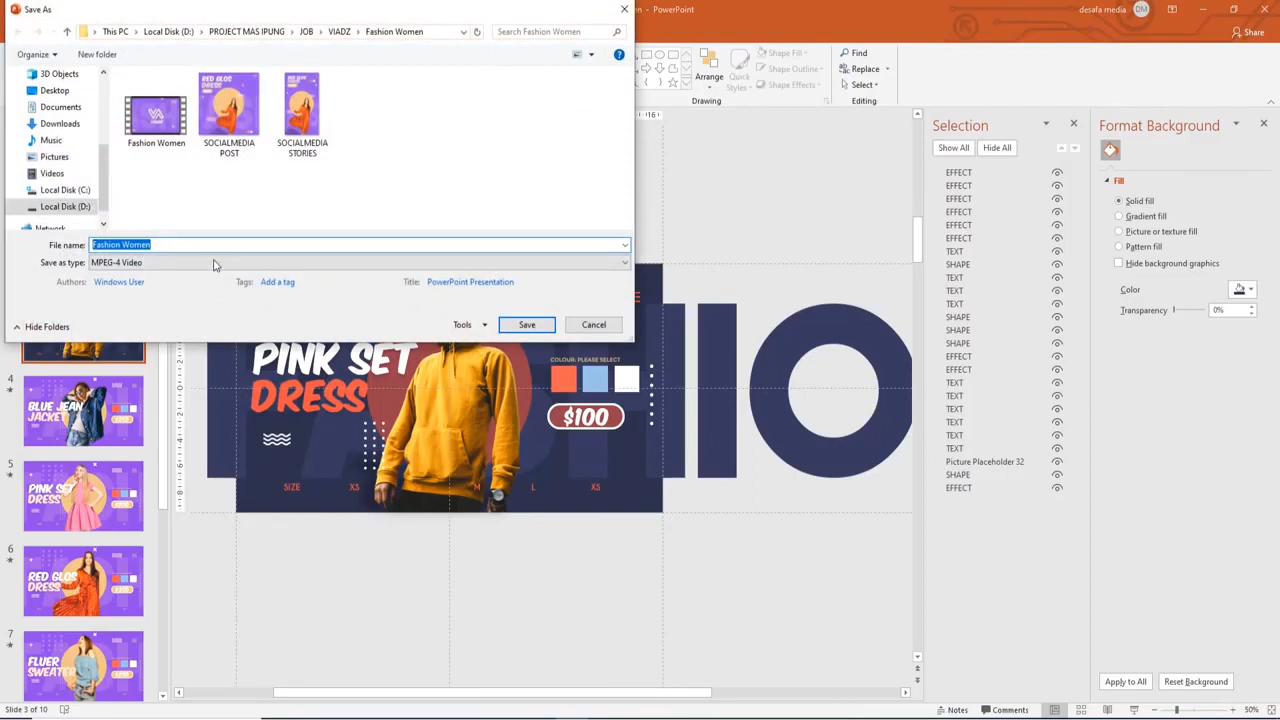 Save As
- PowerPoint
desafa media
DM
This PC
Local Disk (D:)
PROJECT MAS IPUNG
JOB
VIADZ
Fashion Women
Search Fashion Women
Share
Organize
New folder
3D Objects
Desktop
Documents
Downloads
Music
Pictures
Videos
Local Disk (C:)
Local Disk (D:)
Network
Fashion Women
SOCIALMEDIA
POST
SOCIALMEDIA
STORIES
File name:
Fashion Women
Save as type:
MPEG-4 Video
Authors:
Windows User
Tags:
Add a tag
Title:
PowerPoint Presentation
Hide Folders
Tools
Save
Cancel
Arrange
Quick
Styles
Shape Fill
Shape Outline
Shape Effects
Drawing
Find
Replace
Select
Editing
16
4
BLUE JEAN
JACKET
5
PINK SET
DRESS
6
RED GLOS
DRESS
7
FLUER
SWEATER
HIO
PINK SET
DRESS
COLOUR: PLEASE SELECT
$100
SIZE
XS
M
L
XS
Selection
Show All
Hide All
EFFECT
EFFECT
EFFECT
EFFECT
EFFECT
EFFECT
TEXT
SHAPE
TEXT
TEXT
TEXT
SHAPE
SHAPE
SHAPE
EFFECT
EFFECT
TEXT
TEXT
TEXT
TEXT
TEXT
TEXT
Picture Placeholder 32
SHAPE
EFFECT
Format Background
Fill
Solid fill
Gradient fill
Picture or texture fill
Pattern fill
Hide background graphics
Color
Transparency
0%
Apply to All
Reset Background
Slide 3 of 10
Notes
Comments
50%